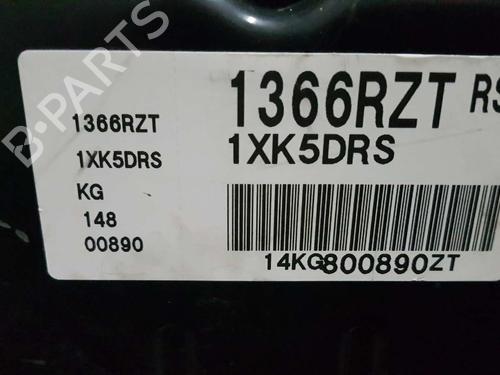 B-PARTS
1366RZT
1XK5DRS
KG
148
00890
1366RZT RS
1XK5DRS
14KG800890ZT